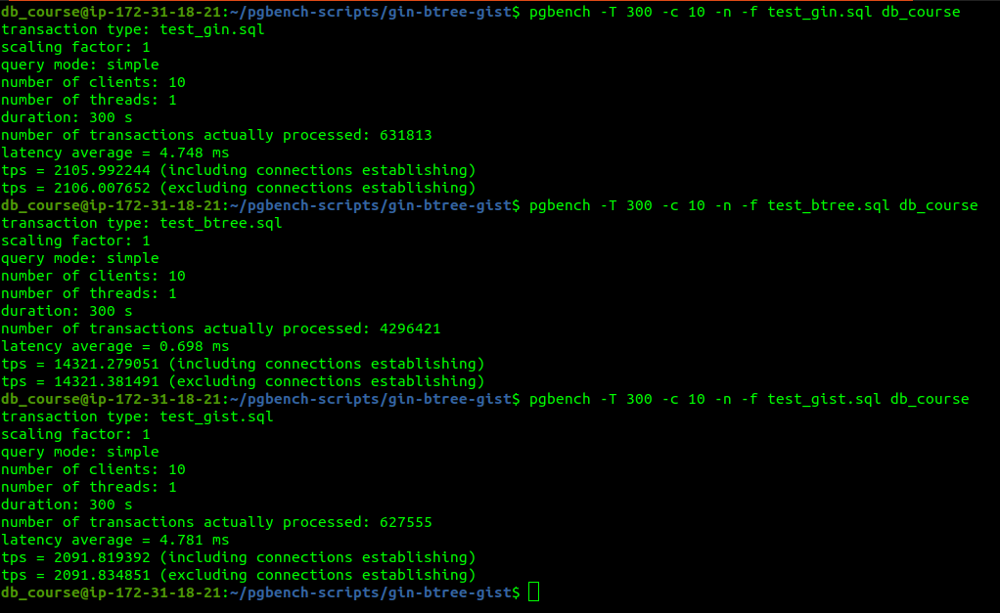 db_course@ip-172-31-18-21:~/pgbench-scripts/gin-btree-gist$ pgbench -T 300 -c 10 -n -f test_gin.sql db_course
transaction type: test_gin.sql
scaling factor: 1
query mode: simple
number of clients: 10
number of threads: 1
duration: 300 s
number of transactions actually processed: 631813
latency average = 4.748 ms
tps = 2105.992244 (including connections establishing)
tps = 2106.007652 (excluding connections establishing)
db_course@ip-172-31-18-21:~/pgbench-scripts/gin-btree-gist$ pgbench -T 300 -c 10 -n -f test_btree.sql db_course
transaction type: test_btree.sql
scaling factor: 1
query mode: simple
number of clients: 10
number of threads: 1
duration: 300 s
number of transactions actually processed: 4296421
latency average = 0.698 ms
tps = 14321.279051 (including connections establishing)
tps = 14321.381491 (excluding connections establishing)
db_course@ip-172-31-18-21:~/pgbench-scripts/gin-btree-gist$ pgbench -T 300 -c 10 -n -f test_gist.sql db_course
transaction type: test_gist.sql
scaling factor: 1
query mode: simple
number of clients: 10
number of threads: 1
duration: 300 s
number of transactions actually processed: 627555
latency average = 4.781 ms
tps = 2091.819392 (including connections establishing)
tps = 2091.834851 (excluding connections establishing)
db_course@ip-172-31-18-21:~/pgbench-scripts/gin-btree-gist$